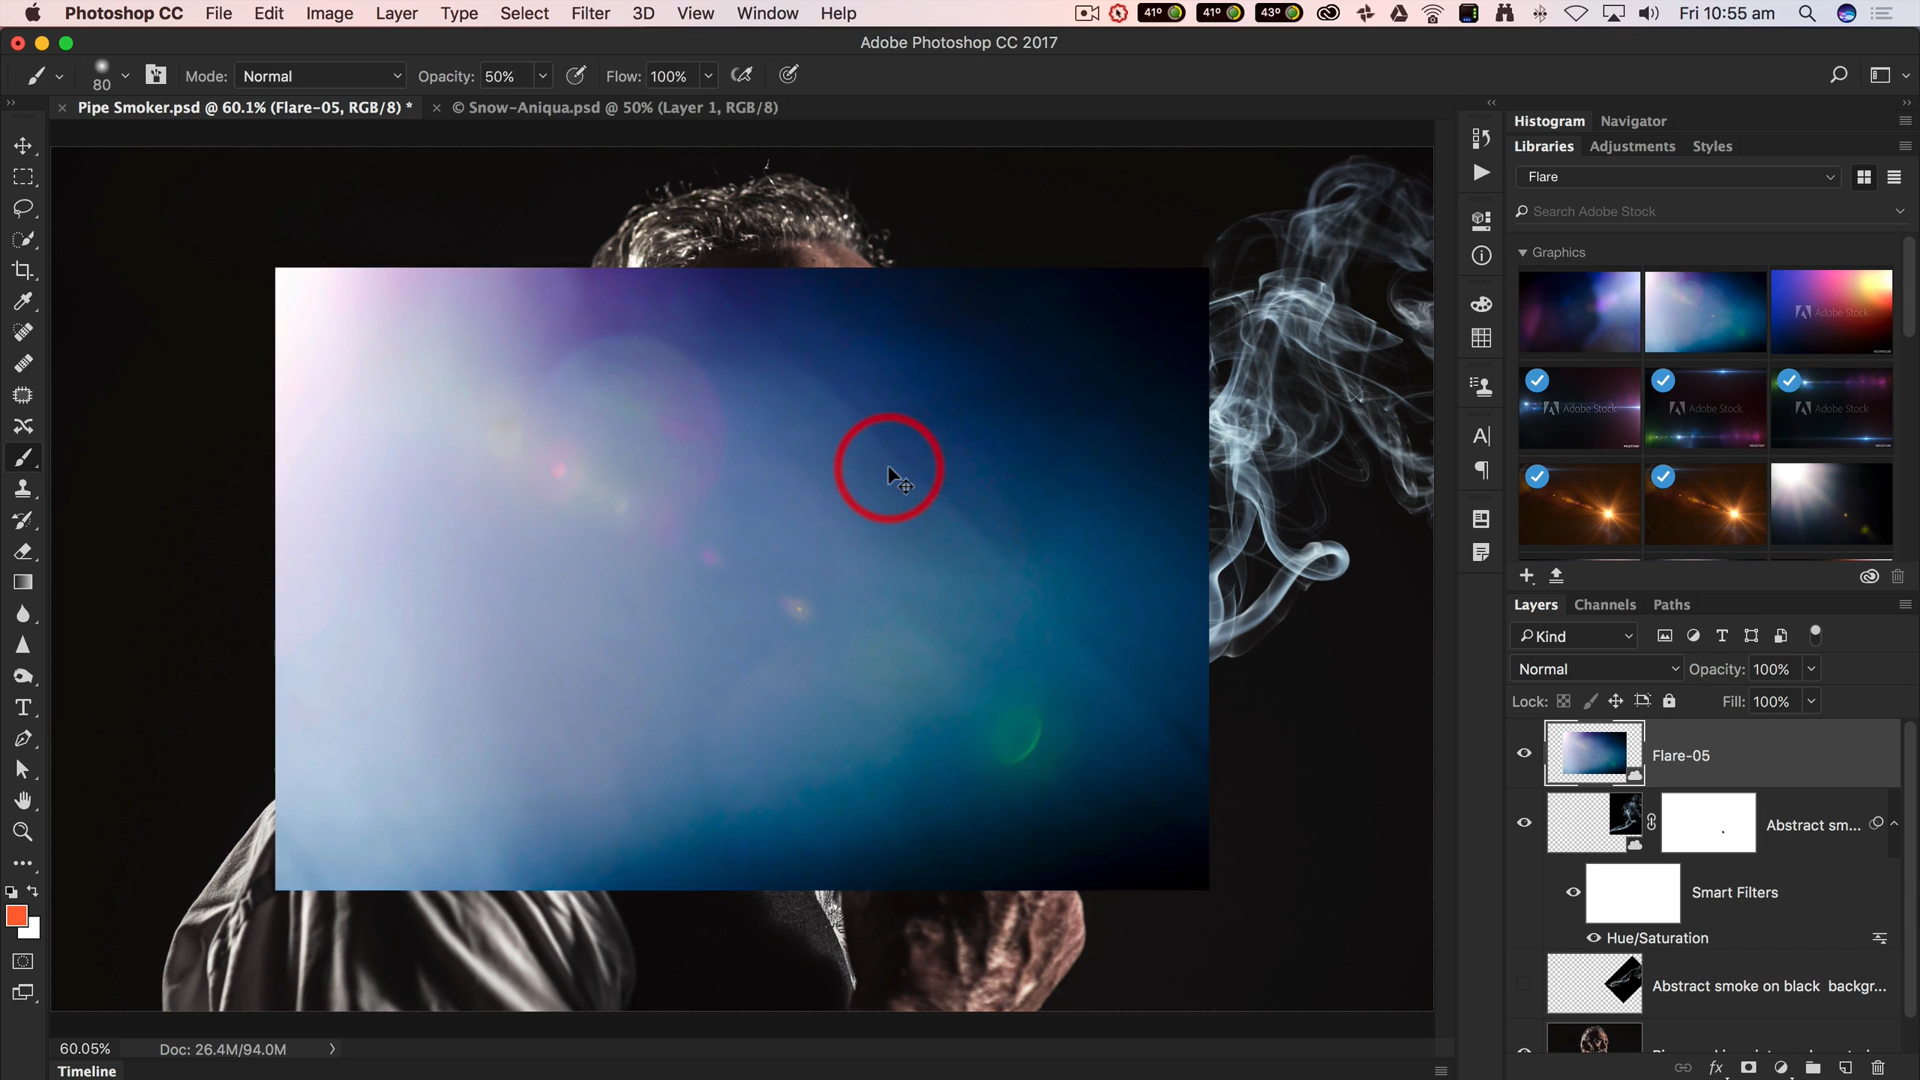 Photoshop CC File Edit Image Layer Type Select Filter 3D View Window Help 41º 41º 43º Fri 10:55 am
Adobe Photoshop CC 2017
80 Mode: Normal Opacity: 50% Flow: 100%
Pipe Smoker.psd @ 60.1% (Flare-05, RGB/8) * © Snow-Aniqua.psd @ 50% (Layer 1, RGB/8)
Histogram Navigator
Libraries Adjustments Styles
Flare
Search Adobe Stock
Graphics
Adobe Stock
Adobe Stock Adobe Stock Adobe Stock
Layers Channels Paths
Kind
Normal Opacity: 100%
Lock: Fill: 100%
Flare-05
Abstract sm...
Smart Filters
Hue/Saturation
Abstract smoke on black backgr...
60.05% Doc: 26.4M/94.0M
Timeline